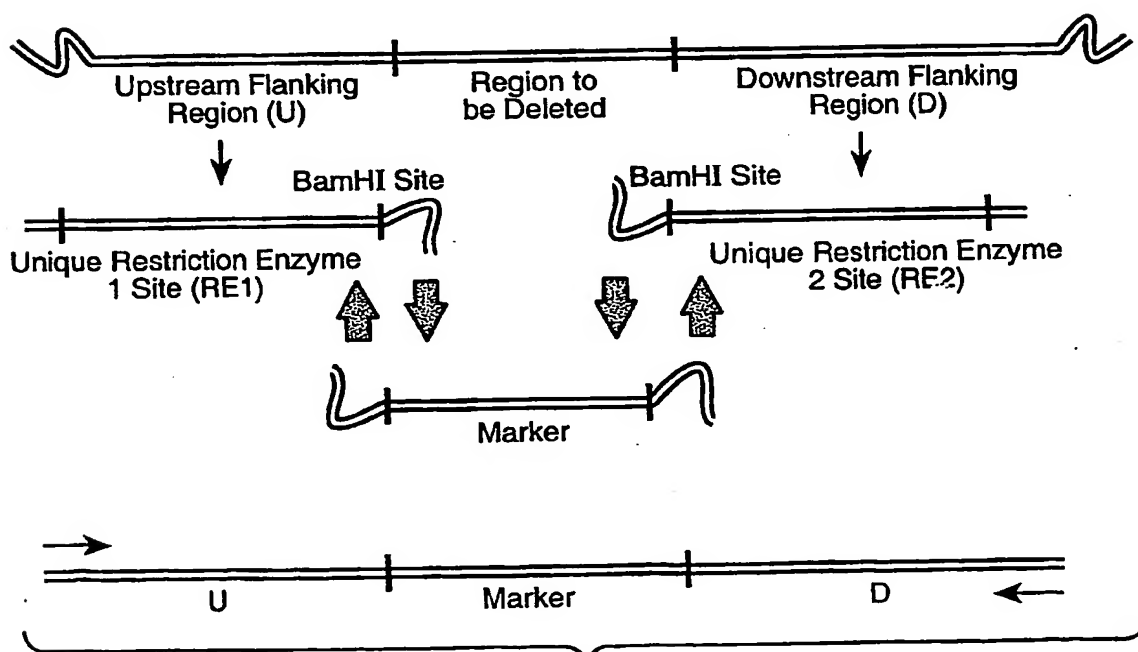 Upstream Flanking
Region (U)
Region to
be Deleted
Downstream Flanking
Region (D)
BamHI Site
BamHI Site
Unique Restriction Enzyme
1 Site (RE1)
Unique Restriction Enzyme
2 Site (RE2)
Marker
U
Marker
D